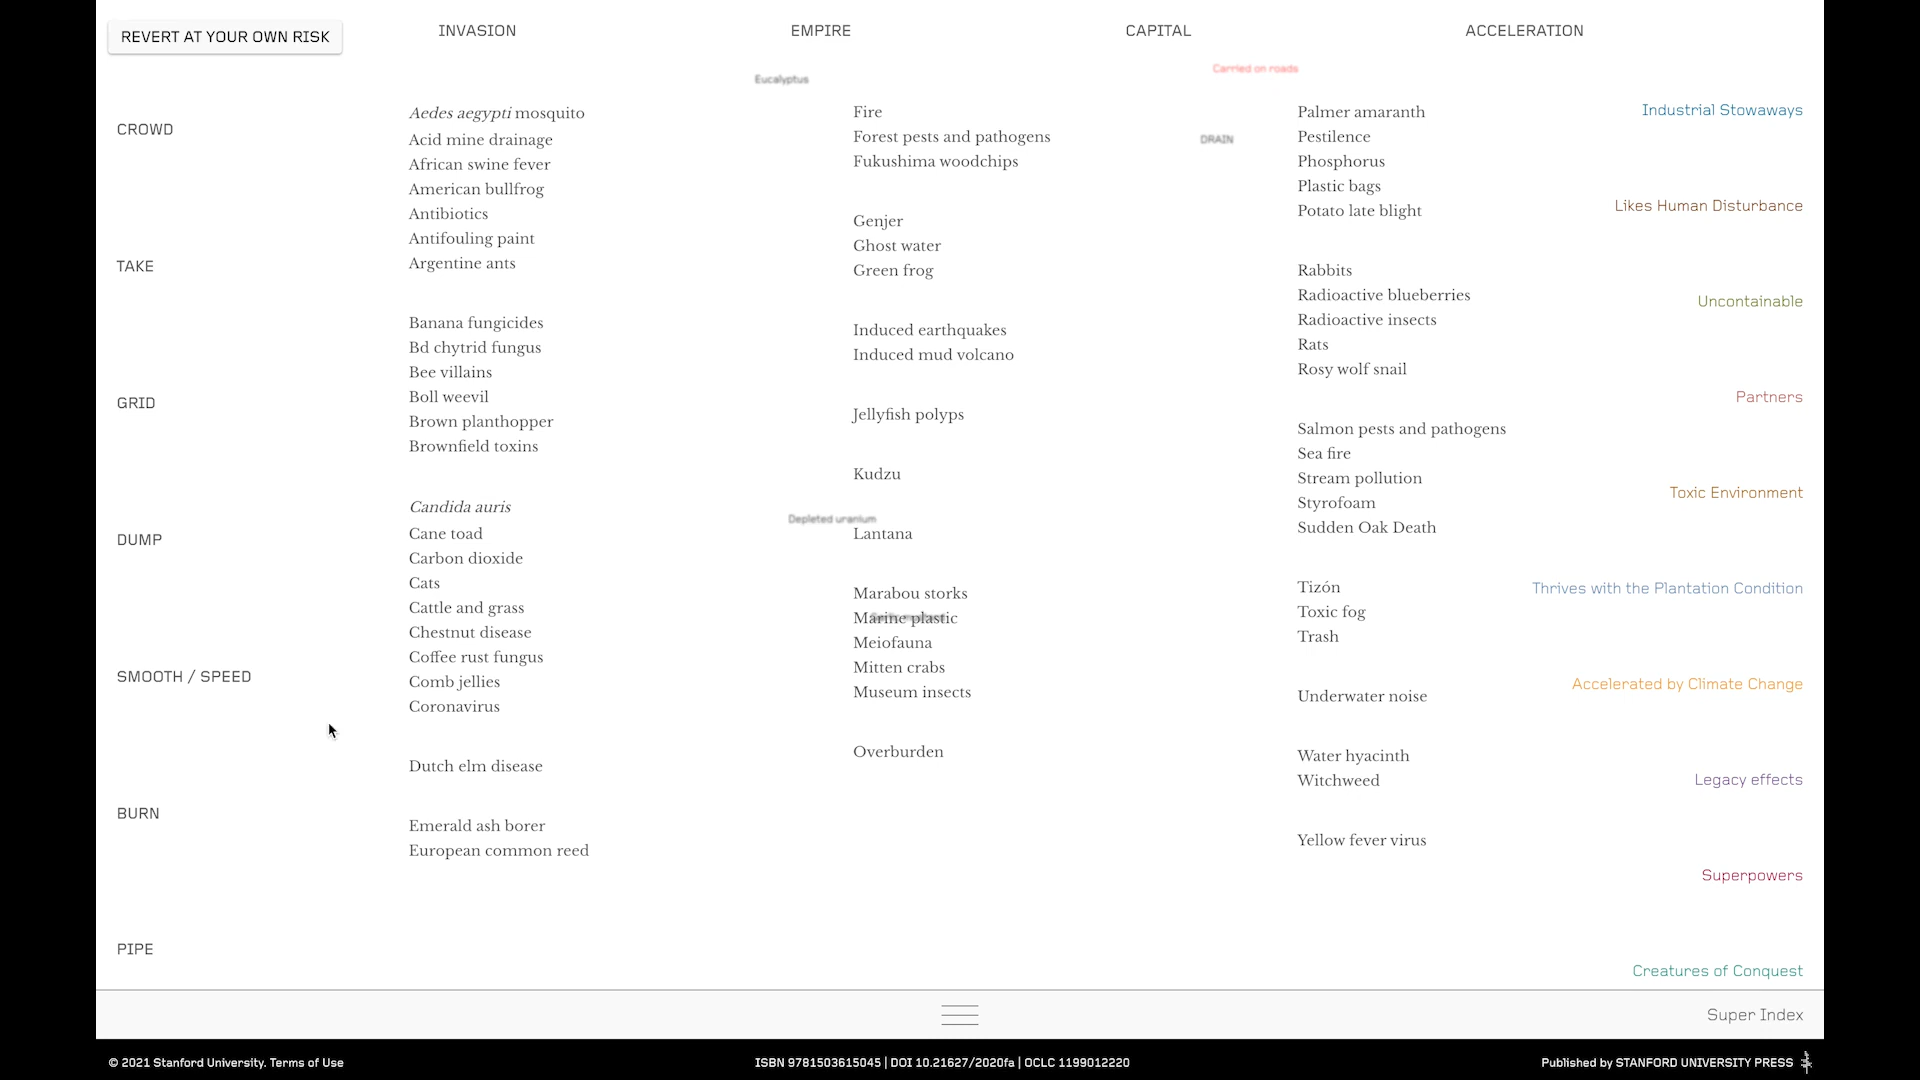 REVERT AT YOUR OWN RISK
INVASION
EMPIRE
CAPITAL
ACCELERATION
Eucalyptus
Carried on roads
DRAIN
CROWD
TAKE
GRID
DUMP
SMOOTH / SPEED
BURN
PIPE
Aedes aegypti mosquito
Acid mine drainage
African swine fever
American bullfrog
Antibiotics
Antifouling paint
Argentine ants
Banana fungicides
Bd chytrid fungus
Bee villains
Boll weevil
Brown planthopper
Brownfield toxins
Candida auris
Cane toad
Carbon dioxide
Cats
Cattle and grass
Chestnut disease
Coffee rust fungus
Comb jellies
Coronavirus
Dutch elm disease
Emerald ash borer
European common reed
Fire
Forest pests and pathogens
Fukushima woodchips
Genjer
Ghost water
Green frog
Induced earthquakes
Induced mud volcano
Jellyfish polyps
Kudzu
Depleted uranium
Lantana
Marabou storks
Marine plastic
Meiofauna
Mitten crabs
Museum insects
Overburden
Palmer amaranth
Pestilence
Phosphorus
Plastic bags
Potato late blight
Rabbits
Radioactive blueberries
Radioactive insects
Rats
Rosy wolf snail
Salmon pests and pathogens
Sea fire
Stream pollution
Styrofoam
Sudden Oak Death
Tizón
Toxic fog
Trash
Underwater noise
Water hyacinth
Witchweed
Yellow fever virus
Industrial Stowaways
Likes Human Disturbance
Uncontainable
Partners
Toxic Environment
Thrives with the Plantation Condition
Accelerated by Climate Change
Legacy effects
Superpowers
Creatures of Conquest
Super Index
© 2021 Stanford University. Terms of Use
ISBN 9781503615045 | DOI 10.21627/2020fa | OCLC 1199012220
Published by STANFORD UNIVERSITY PRESS